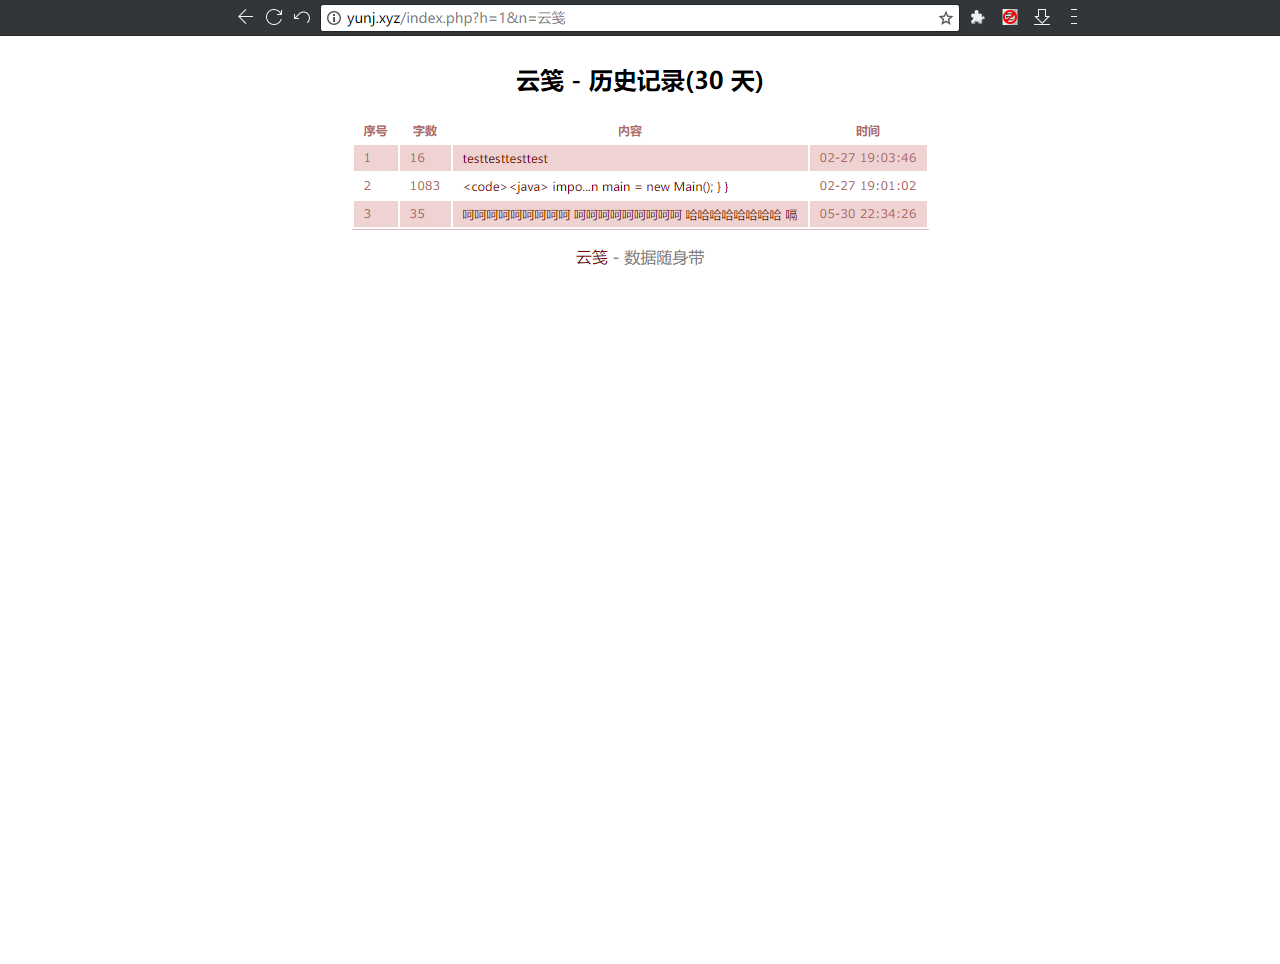 yunj.xyz/index.php?h=1&n=云笺
云笺 - 历史记录(30 天)
序号 字数 内容 时间
1 16 testtesttesttest 02-27 19:03:46
2 1083 <code><java> impo...n main = new Main(); } } 02-27 19:01:02
3 35 呵呵呵呵呵呵呵呵呵 呵呵呵呵呵呵呵呵呵 哈哈哈哈哈哈哈哈 嗝 05-30 22:34:26
云笺 - 数据随身带